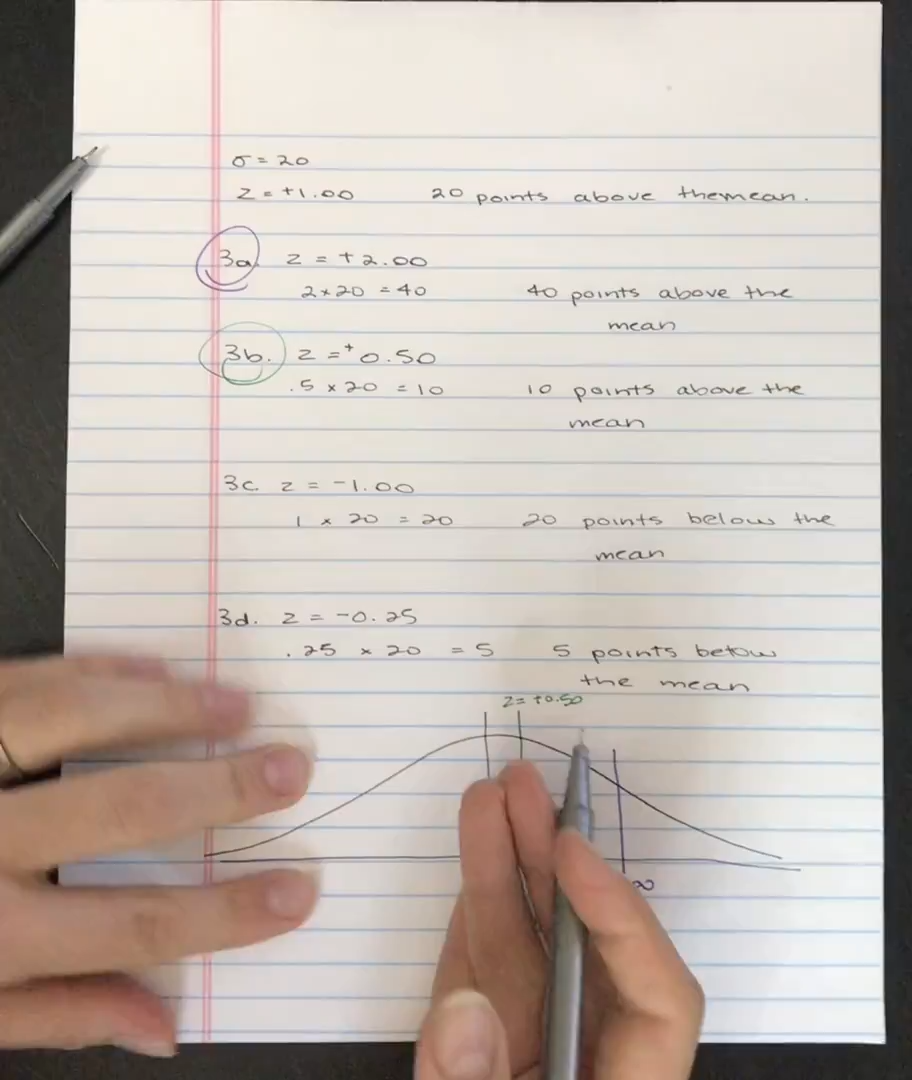 σ = 20
z = +1.00 20 points above themean.
3a. z = +2.00
2 × 20 = 40 40 points above the
mean
3b. z = +0.50
.5 × 20 = 10 10 points above the
mean
3c. z = -1.00
1 × 20 = 20 20 points below the
mean
3d. z = -0.25
.25 × 20 = 5 5 points below
the mean
z = +0.50